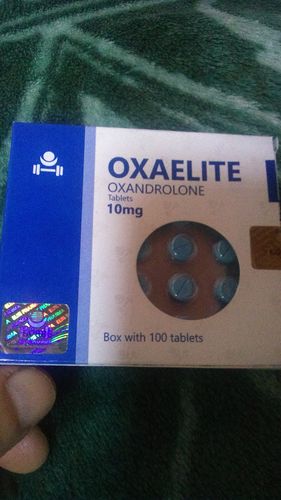 OXAELITE
OXANDROLONE
Tablets
10mg
Box with 100 tablets